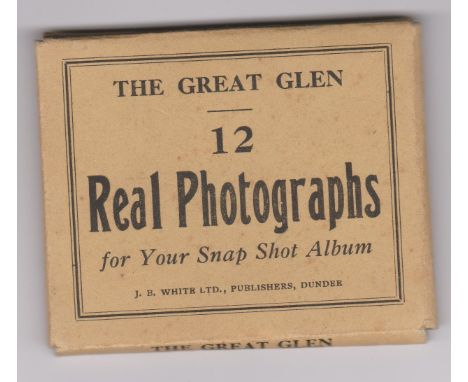 THE GREAT GLEN
12
Real Photographs
for Your Snap Shot Album
J. B. WHITE LTD., PUBLISHERS, DUNDEE
THE GREAT GLEN